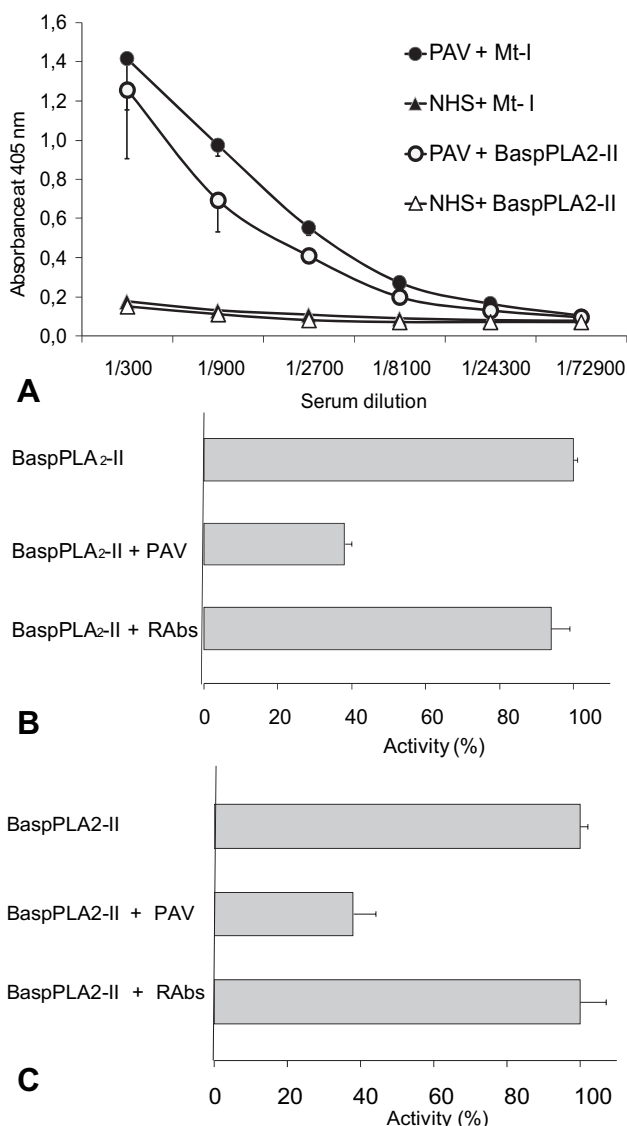 1,6
1,4
1,2
1,0
0,8
0,6
0,4
0,2
0,0
Absorbanceat 405 nm
PAV + Mt-I
NHS+ Mt- I
PAV + BaspPLA2-II
NHS+ BaspPLA2-II
1/300 1/900 1/2700 1/8100 1/24300 1/72900
Serum dilution
A
BaspPLA2-II
BaspPLA2-II + PAV
BaspPLA2-II + RAbs
0 20 40 60 80 100
Activity (%)
B
BaspPLA2-II
BaspPLA2-II + PAV
BaspPLA2-II + RAbs
0 20 40 60 80 100
Activity (%)
C